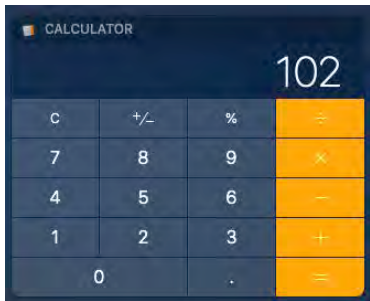 CALCULATOR
102
C +/− % ÷
7 8 9 ×
4 5 6 −
1 2 3 +
0 . =